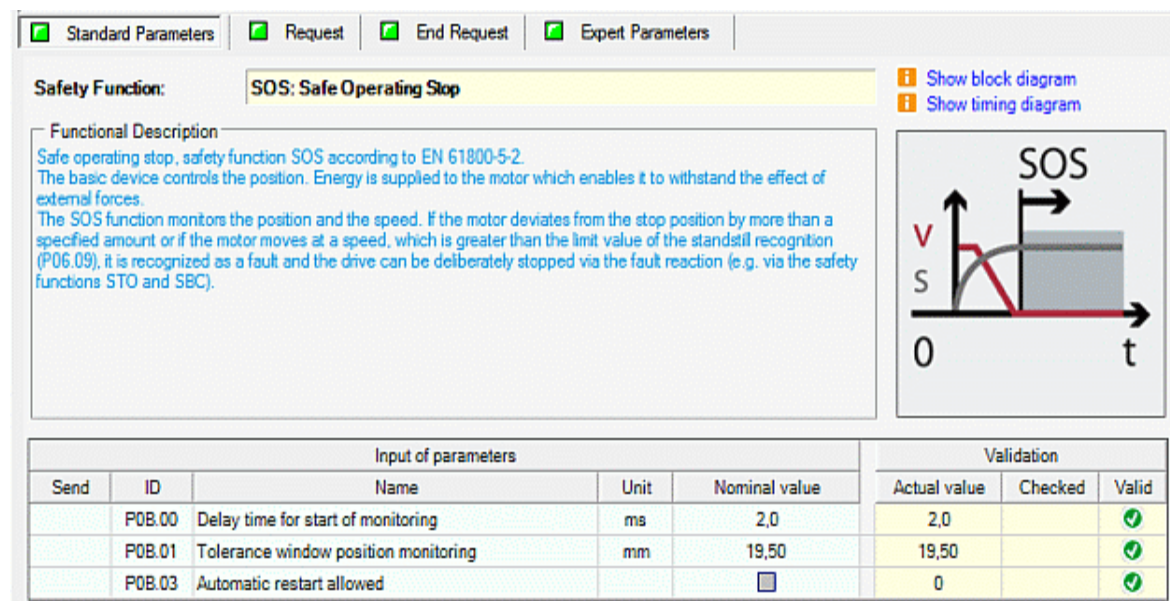 Standard Parameters Request End Request Expert Parameters
Safety Function: SOS: Safe Operating Stop
Show block diagram
Show timing diagram
Functional Description
Safe operating stop, safety function SOS according to EN 61800-5-2.
The basic device controls the position. Energy is supplied to the motor which enables it to withstand the effect of
external forces.
The SOS function monitors the position and the speed. If the motor deviates from the stop position by more than a
specified amount or if the motor moves at a speed, which is greater than the limit value of the standstill recognition
(P06.09), it is recognized as a fault and the drive can be deliberately stopped via the fault reaction (e.g. via the safety
functions STO and SBC).
SOS
V
S
0 t
Input of parameters Validation
Send ID Name Unit Nominal value Actual value Checked Valid
P0B.00 Delay time for start of monitoring ms 2,0 2,0
P0B.01 Tolerance window position monitoring mm 19,50 19,50
P0B.03 Automatic restart allowed 0